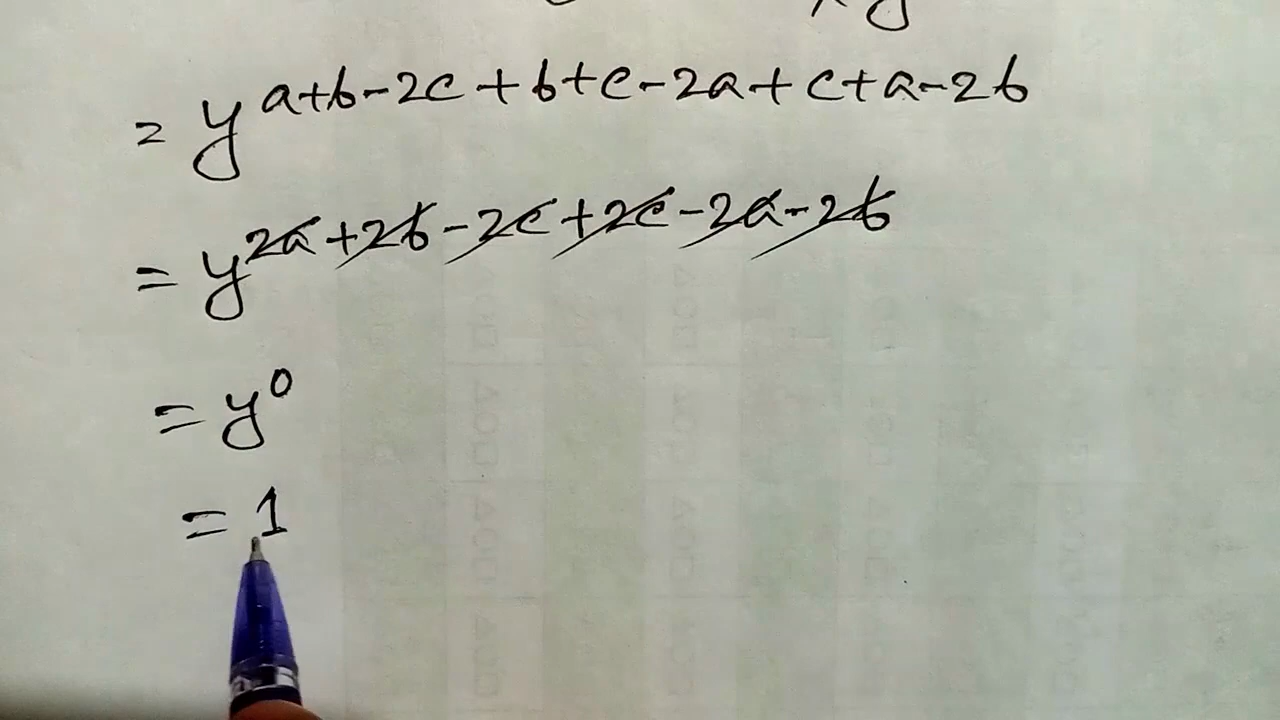 = y^{a+b-2c+b+c-2a+c+a-2b}
= y^{2a+2b-2c+2c-2a-2b}
= y^0
= 1